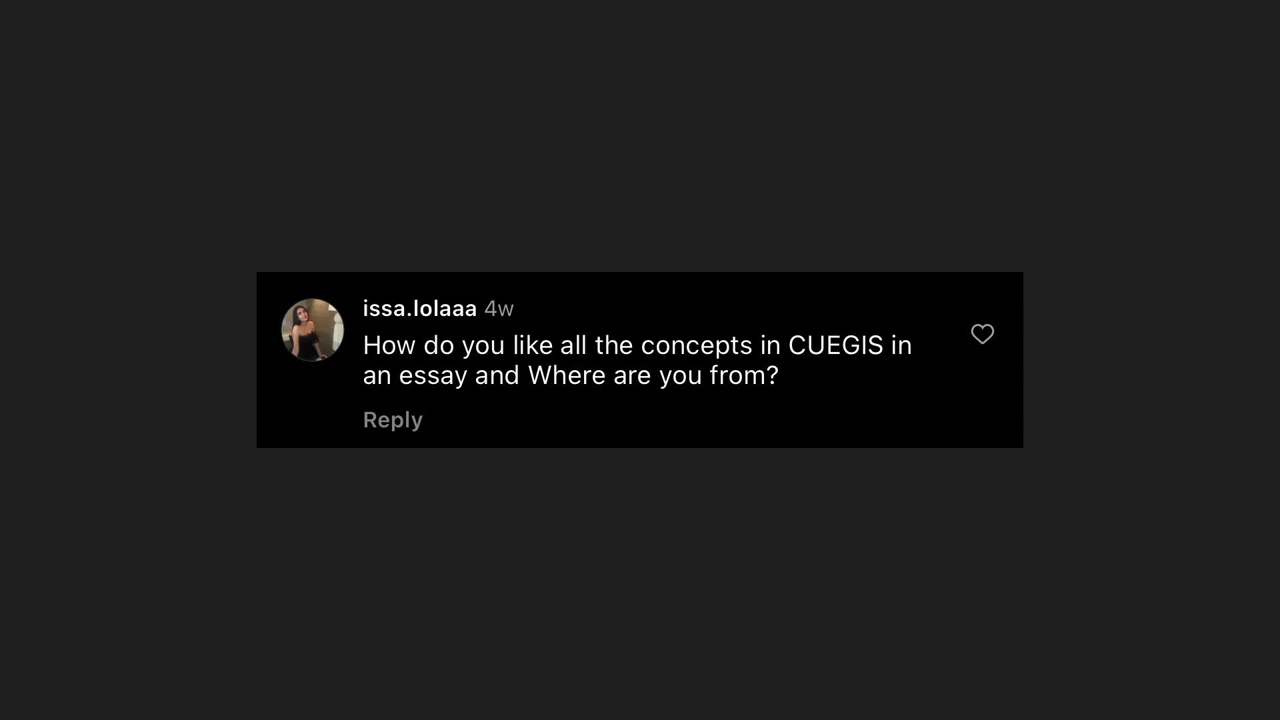 issa.lolaaa 4w
How do you like all the concepts in CUEGIS in
an essay and Where are you from?
Reply